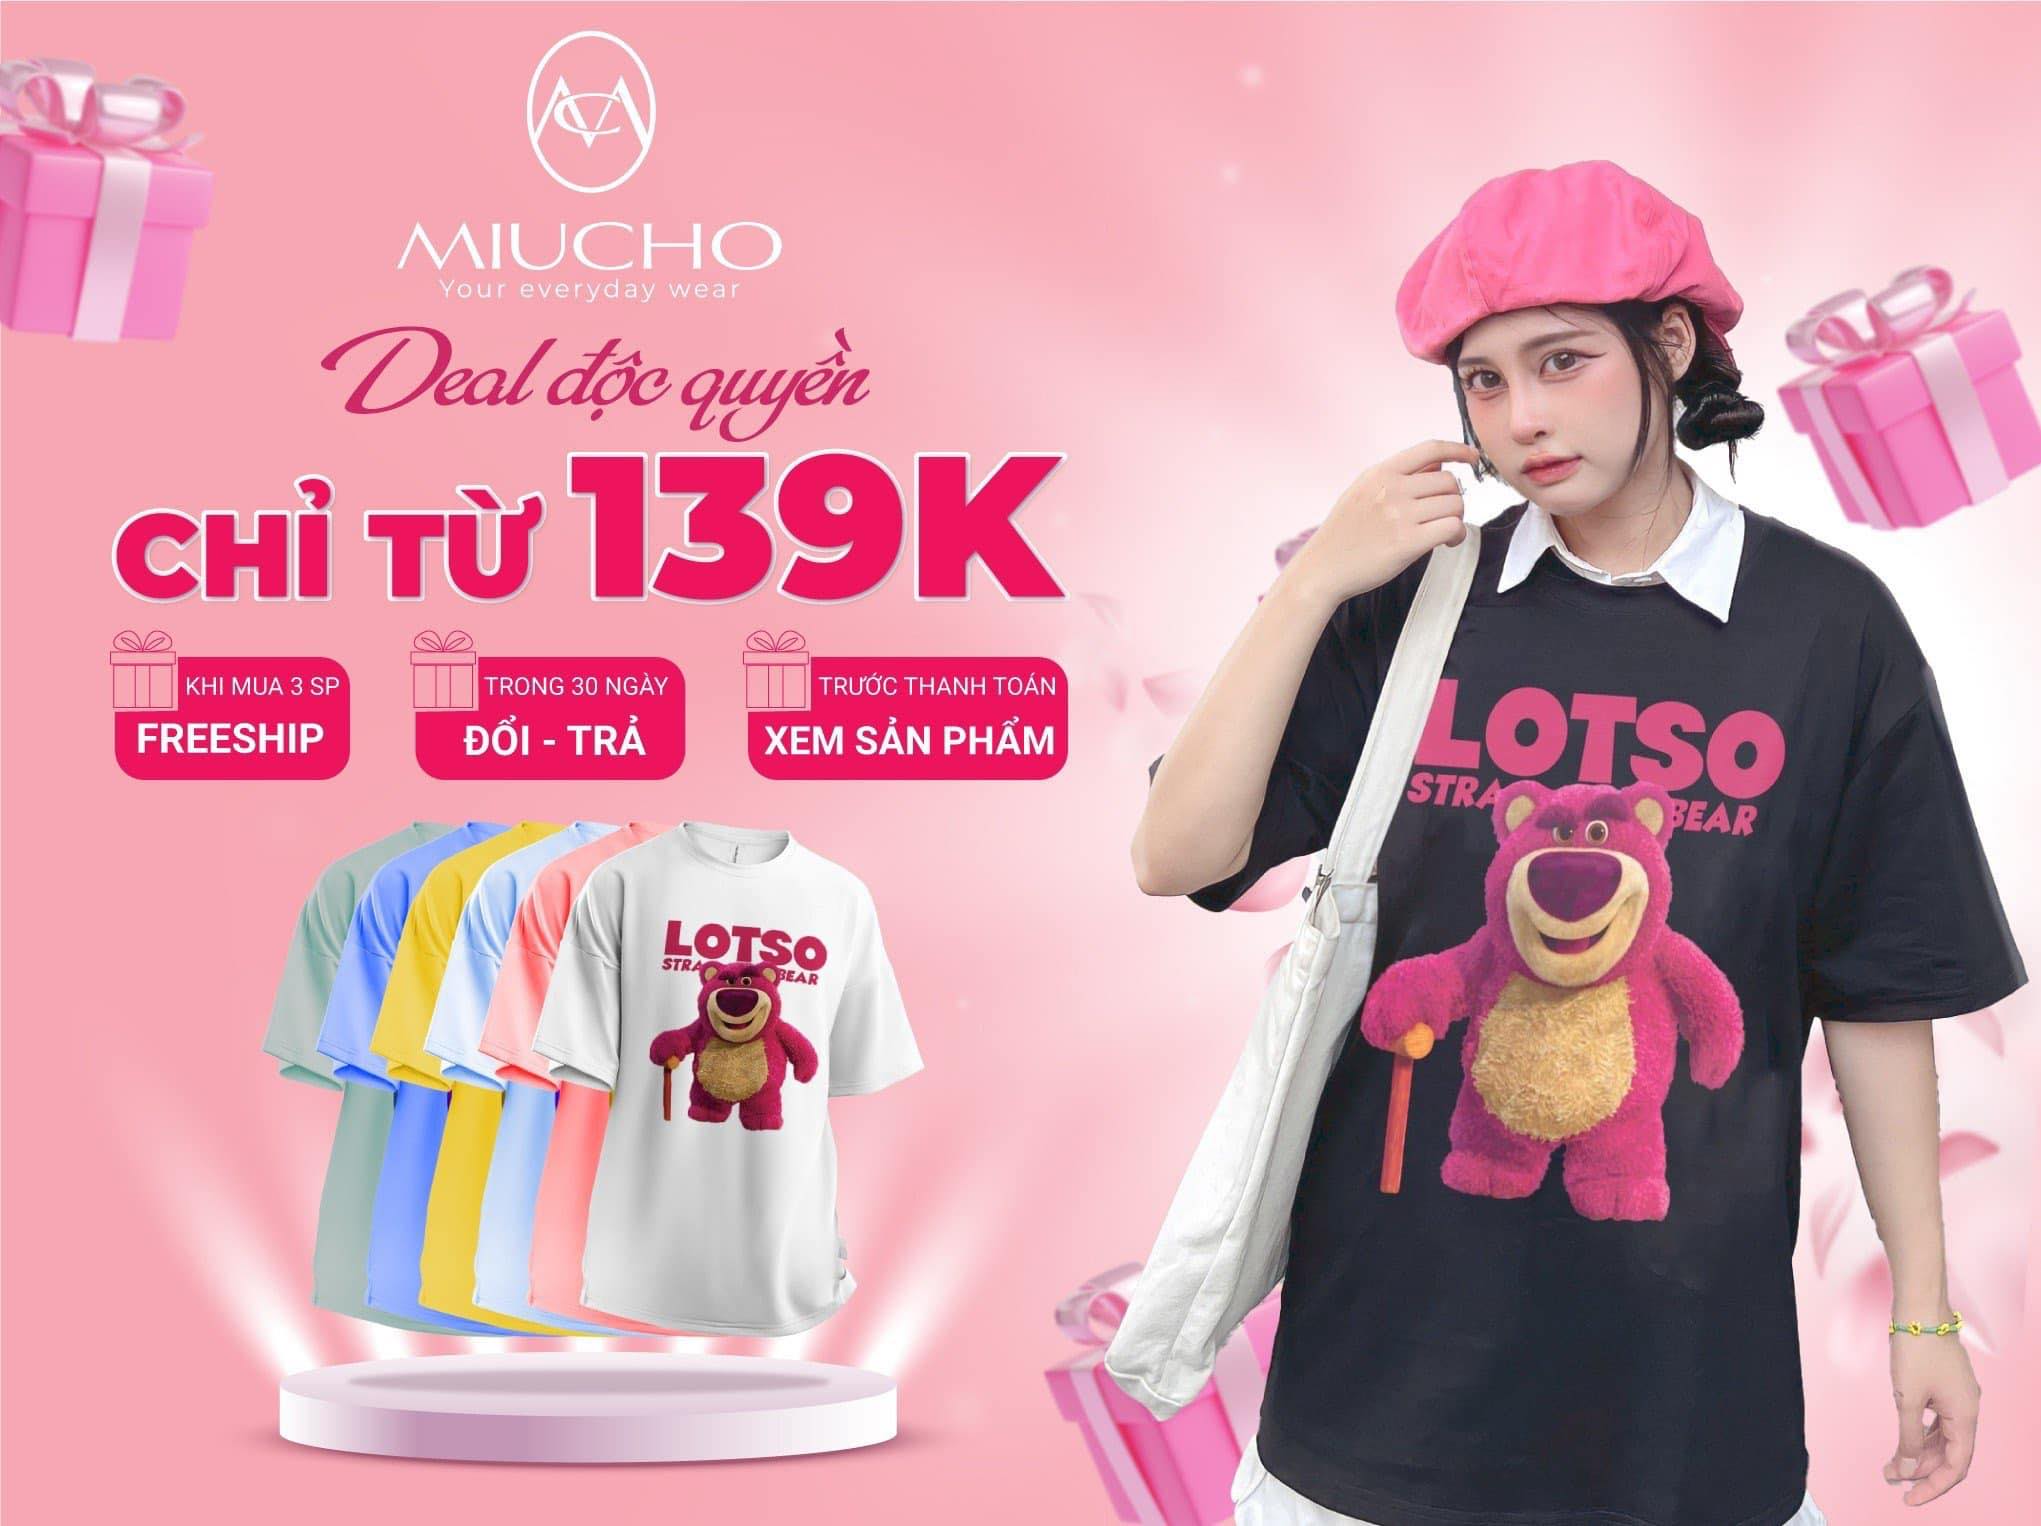 MIUCHO
Your everyday wear
Deal độc quyền
CHỈ TỪ 139K
KHI MUA 3 SP
FREESHIP
TRONG 30 NGÀY
ĐỔI - TRẢ
TRƯỚC THANH TOÁN
XEM SẢN PHẨM
LOTSO
STRA BEAR
LOTSO
STRA BEAR